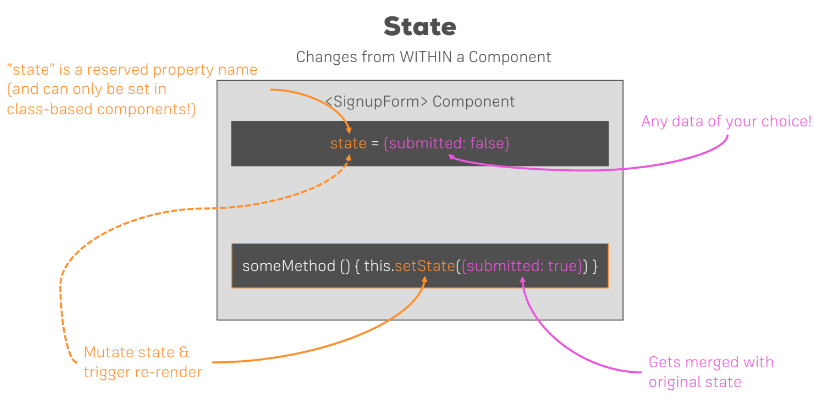 State
Changes from WITHIN a Component
“state” is a reserved property name
(and can only be set in
class-based components!)
<SignupForm> Component
Any data of your choice!
state = {submitted: false}
someMethod () { this.setState({submitted: true}) }
Mutate state &
trigger re-render
Gets merged with
original state